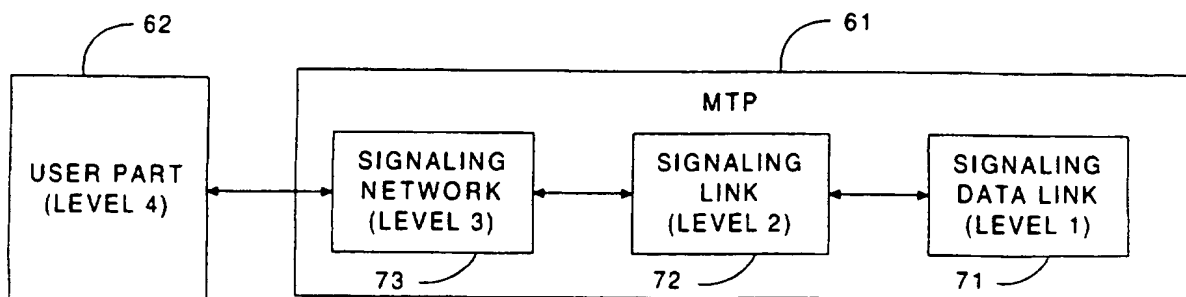 62
61
MTP
USER PART
(LEVEL 4)
SIGNALING
NETWORK
(LEVEL 3)
SIGNALING
LINK
(LEVEL 2)
SIGNALING
DATA LINK
(LEVEL 1)
73
72
71